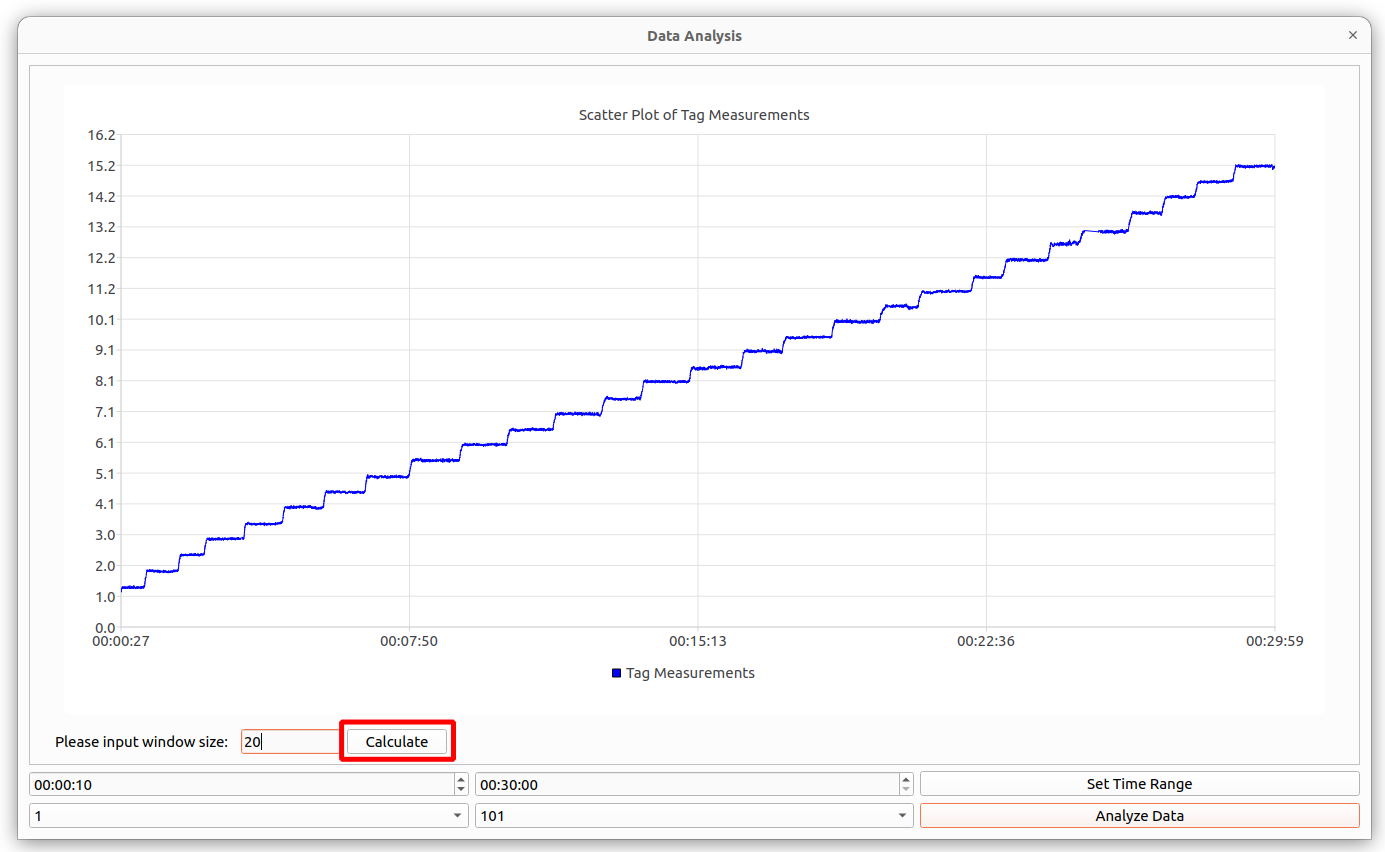 Data Analysis ×
Scatter Plot of Tag Measurements
16.2
15.2
14.2
13.2
12.2
11.2
10.1
9.1
8.1
7.1
6.1
5.1
4.1
3.0
2.0
1.0
0.0
00:00:27 00:07:50 00:15:13 00:22:36 00:29:59
Tag Measurements
Please input window size: 20 Calculate
00:00:10 00:30:00 Set Time Range
1 101 Analyze Data